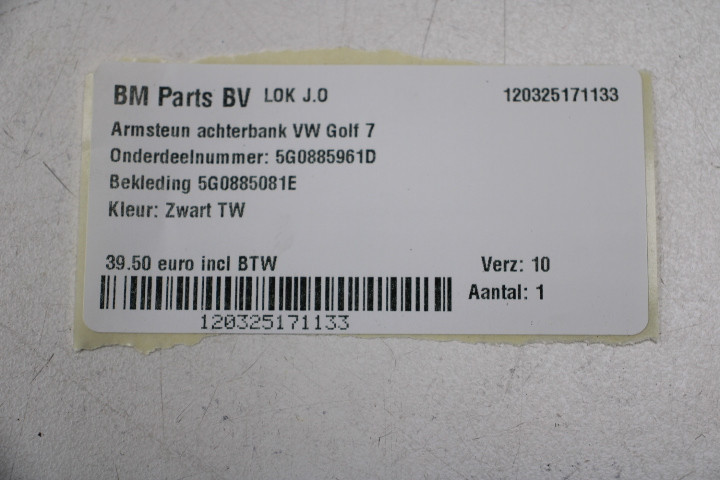 BM Parts BV LOK J.O 120325171133
Armsteun achterbank VW Golf 7
Onderdeelnummer: 5G0885961D
Bekleding 5G0885081E
Kleur: Zwart TW
39.50 euro incl BTW Verz: 10
Aantal: 1
120325171133